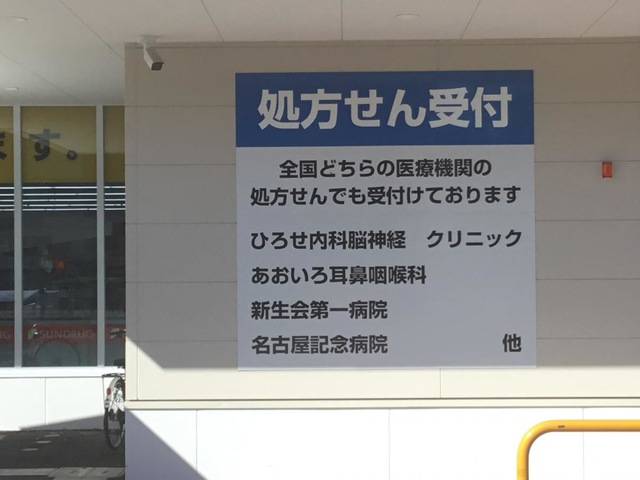 処方せん受付
全国どちらの医療機関の
処方せんでも受付けております
ひろせ内科脳神経 クリニック
あおいろ耳鼻咽喉科
新生会第一病院
名古屋記念病院 他
ます。
SUNDRUG